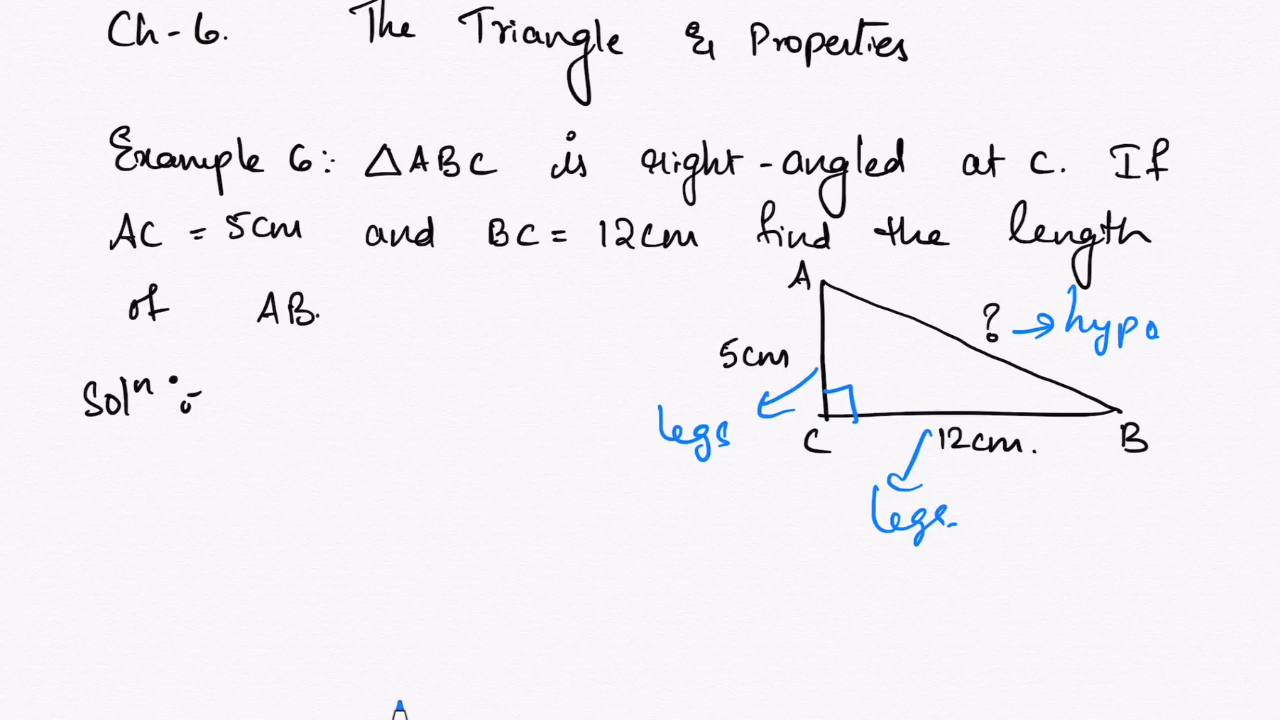 Ch-6. The Triangle & Properties
Example 6: △ABC is right-angled at C. If
AC = 5cm and BC = 12cm find the length
of AB.
A
? → hypo
5cm
Solⁿ :-
legs
C
12cm.
B
legs.